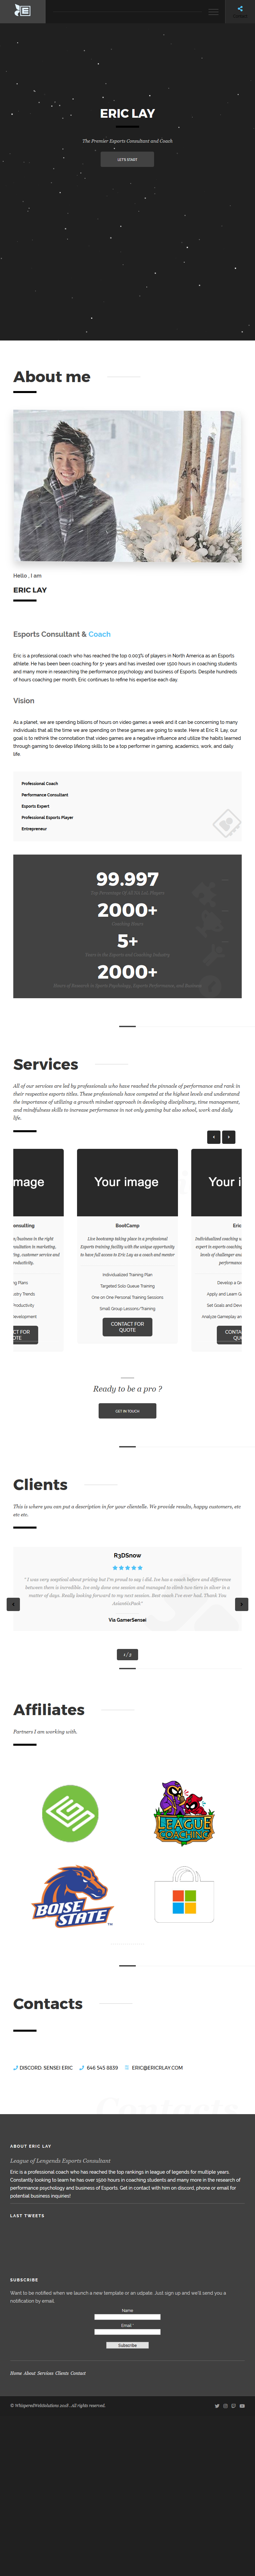 ERIC LAY
The Premier Esports Consultant and Coach
LET'S START
About me
Hello , I am
ERIC LAY
Esports Consultant & Coach
Eric is a professional coach who has reached the top 0.003% of players in North America as an Esports
athlete. He has been been coaching for 5+ years and has invested over 1500 hours in coaching students
and many more in researching the performance psychology and business of Esports. Despite hundreds
of hours coaching per month, Eric continues to refine his expertise each day.
Vision
As a planet, we are spending billions of hours on video games a week and it can be concerning to many
individuals that all the time we are spending on these games are going to waste. Here at Eric R. Lay, our
goal is to rethink the connotation that video games are a negative influence and utilize the habits learned
through gaming to develop lifelong skills to be a top performer in gaming, academics, work, and daily
life.
Professional Coach
Performance Consultant
Esports Expert
Professional Esports Player
Entrepreneur
99.997
2000+
5+
2000+
Services
All of our services are led by professionals who have reached the pinnacle of performance and rank in
their respective esports titles. These professionals have competed at the highest levels and understand
the importance of utilizing a growth mindset approach in developing disciplinary, time management,
and mindfulness skills to increase performance not only gaming but also school, work, and daily
life.
image
Your image
Your i
onsulting
BootCamp
Eric
Live bootcamp taking place in a professional
Esports training facility with the unique opportunity
to have full access to Eric Lay as a coach and mentor
ng Plans
Individualized Training Plan
Develop a Gr
stry Trends
Targeted Solo Queue Training
Apply and Learn G
Productivity
One on One Personal Training Sessions
Set Goals and Deve
Development
Small Group Lessons/Training
Analyze Gameplay an
CT FOR
OTE
CONTACT FOR
QUOTE
CONTA
QU
Ready to be a pro ?
GET IN TOUCH
Clients
This is where you can put a description in for your clientelle. We provide results, happy customers, etc
etc etc.
R3DSnow
" I was very sceptical about pricing but I'm proud to say I did. Ive has a coach before and difference
between them is incredible. Ive only done one session and managed to climb two tiers in silver in a
matter of days. Really looking forward to my next session. Best coach I've ever had. Thank You
AsianticPack"
Via GamerSensei
1 / 2
Affiliates
Partners I am working with.
LEAGUE
COACHING
BOISE
STATE
Contacts
DISCORD: SENSEI ERIC
646 545 8839
ERIC@ERICRLAY.COM
Contacts
ABOUT ERIC LAY
League of Lengends Esports Consultant
Eric is a professional coach who has reached the top rankings in league of legends for multiple years.
Constantly looking to learn he has over 1500 hours in coaching students and many more in the research of
performance psychology and business of Esports. Get in contact with him on discord, phone or email for
potential business inquiries!
LAST TWEETS
SUBSCRIBE
Want to be notified when we launch a new template or an udpate. Just sign up and we'll send you a
notification by email.
Name
Email *
Subscribe
Home About Services Clients Contact
© WhisperedWebSolutions 2018 . All rights reserved.